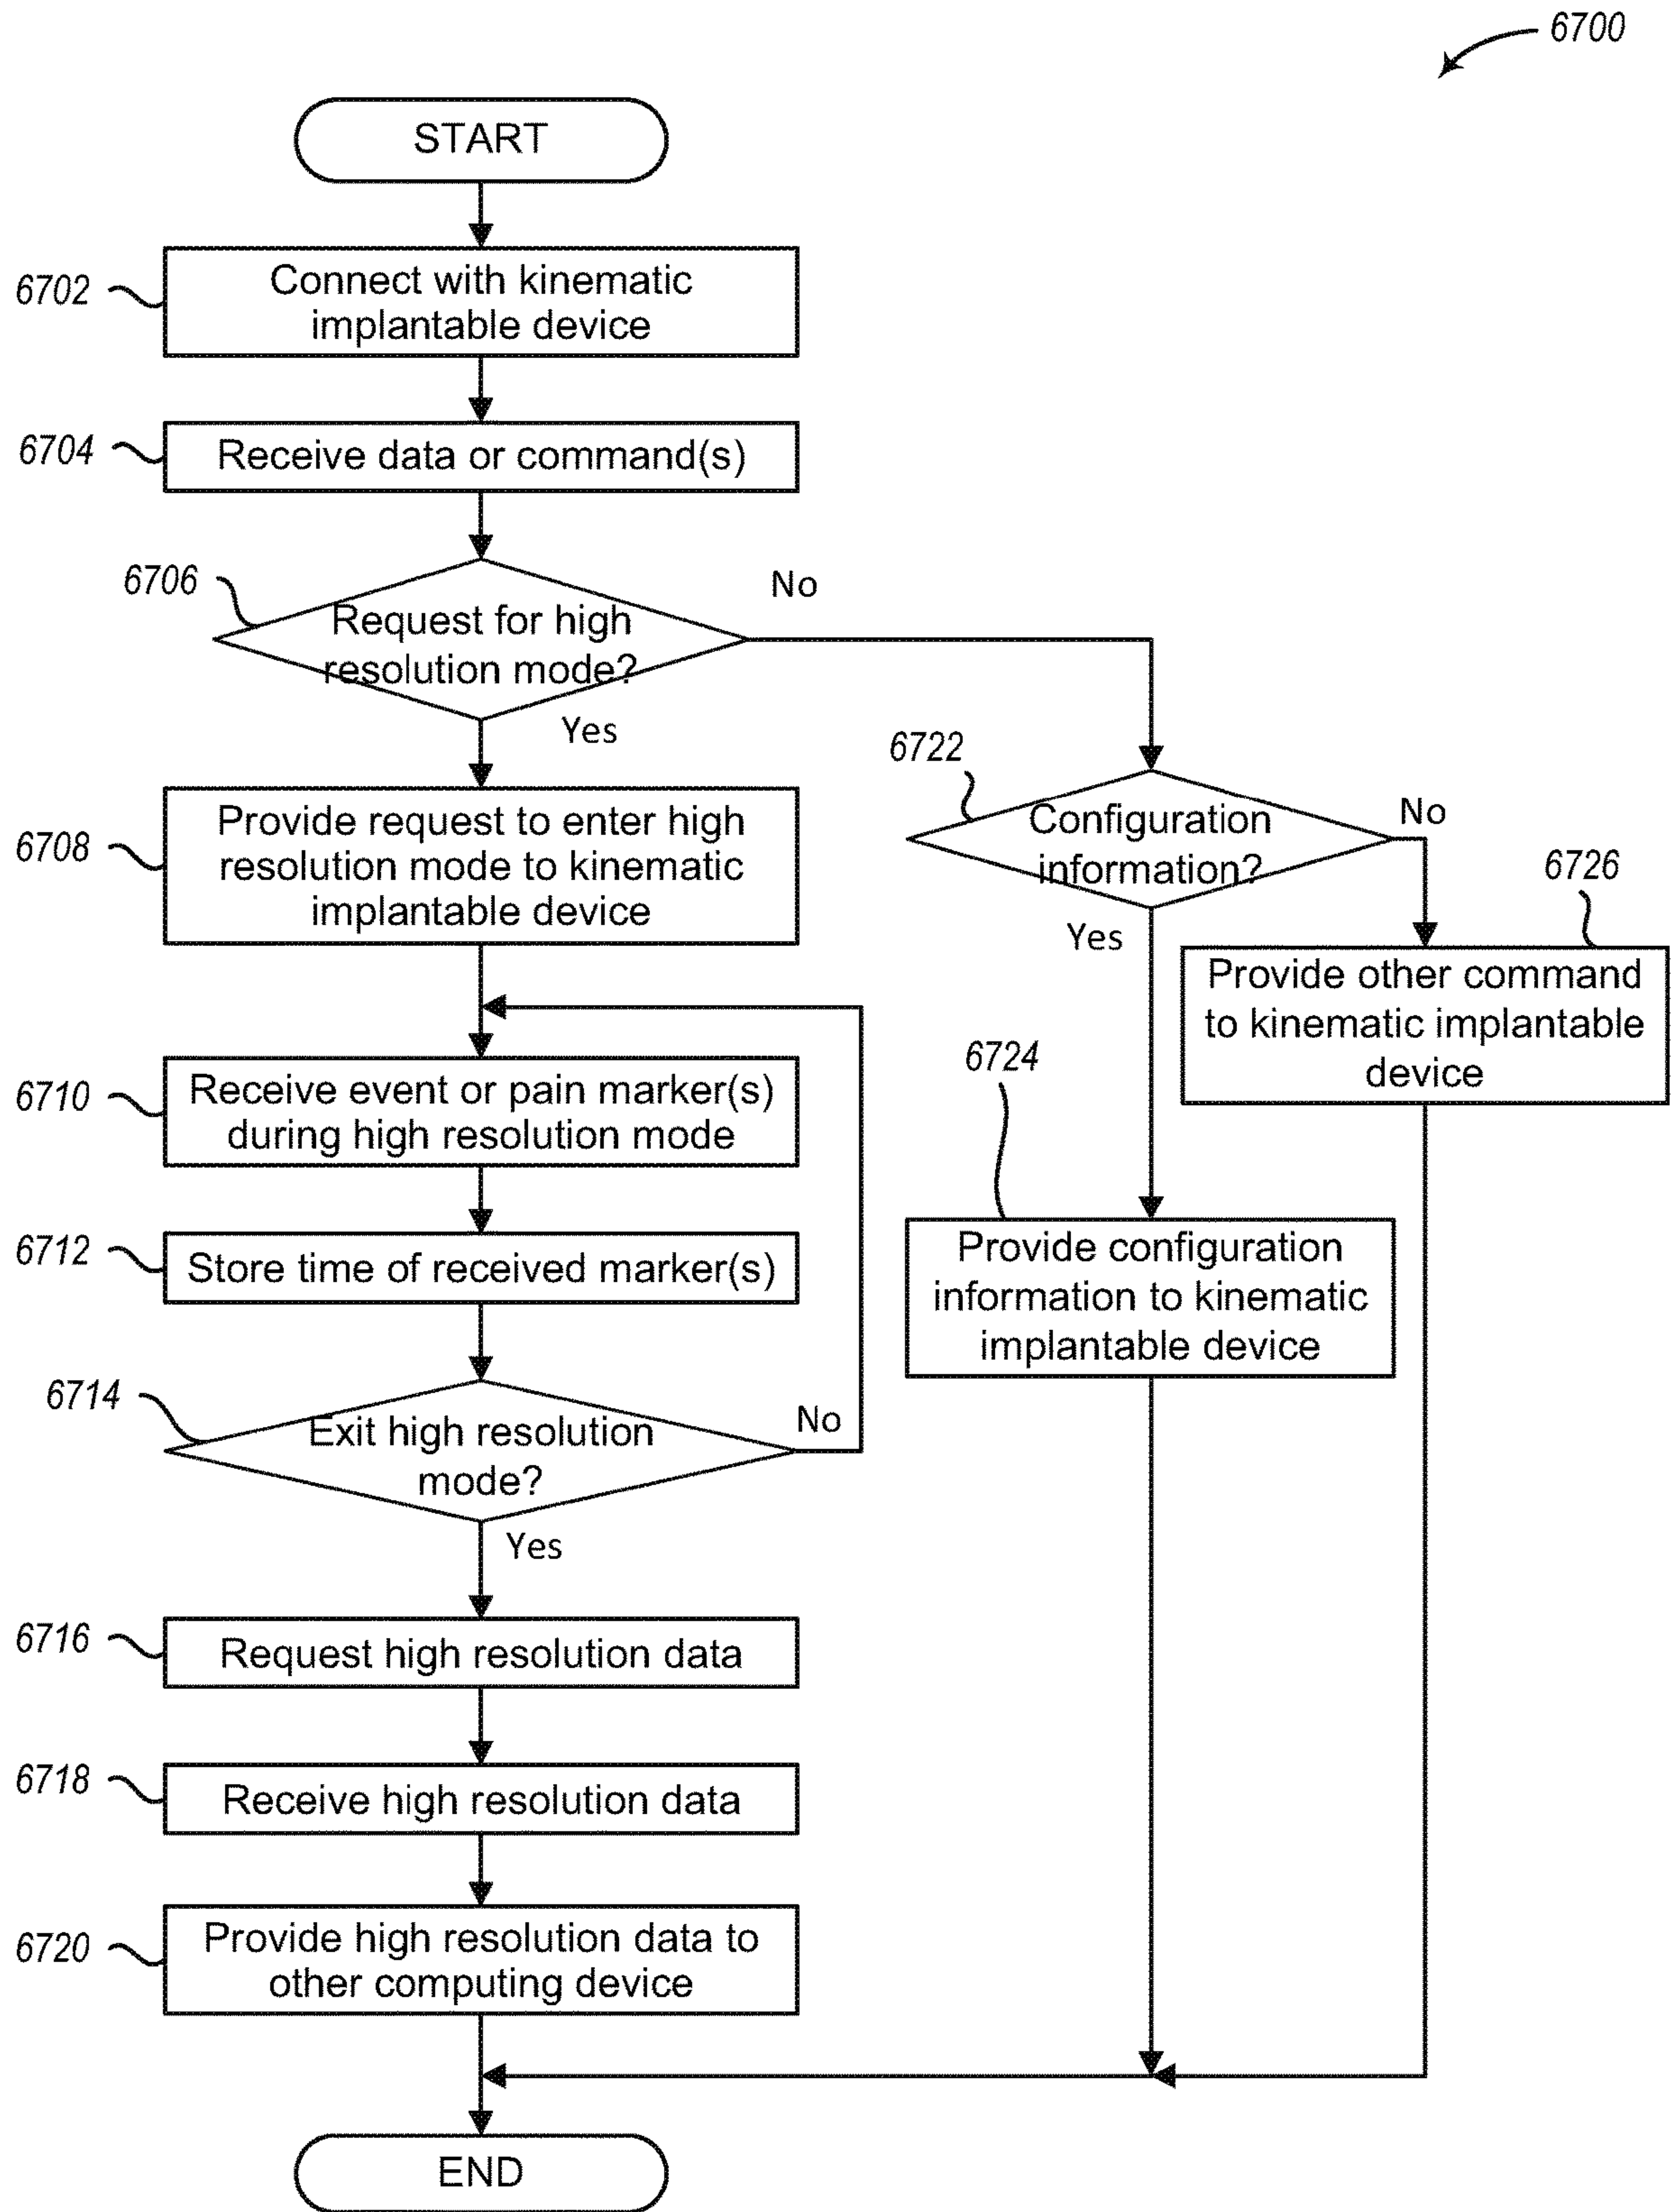 6700
START
6702
Connect with kinematic
implantable device
6704
Receive data or command(s)
6706
Request for high
resolution mode?
No
Yes
6708
Provide request to enter high
resolution mode to kinematic
implantable device
6722
Configuration
information?
No
Yes
6726
Provide other command
to kinematic implantable
device
6724
Provide configuration
information to kinematic
implantable device
6710
Receive event or pain marker(s)
during high resolution mode
6712
Store time of received marker(s)
6714
Exit high resolution
mode?
No
Yes
6716
Request high resolution data
6718
Receive high resolution data
6720
Provide high resolution data to
other computing device
END